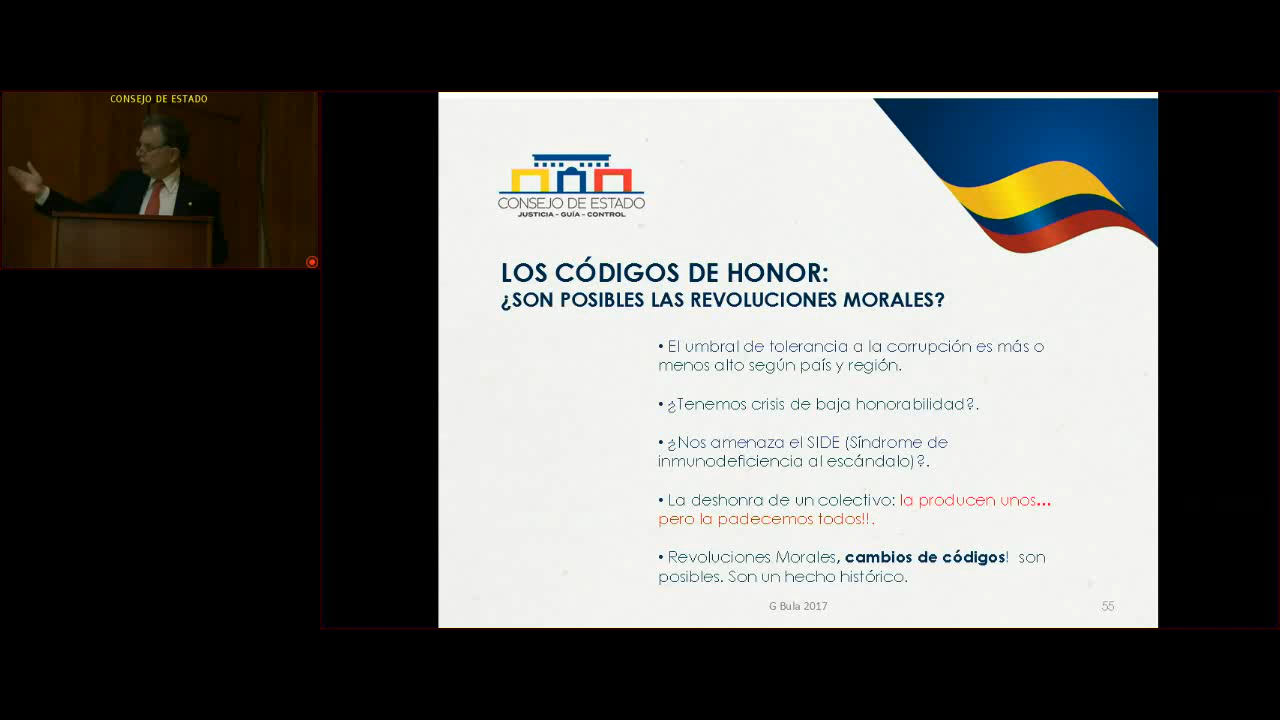 CONSEJO DE ESTADO
CONSEJO DE ESTADO
JUSTICIA - GUÍA - CONTROL
LOS CÓDIGOS DE HONOR:
¿SON POSIBLES LAS REVOLUCIONES MORALES?
• El umbral de tolerancia a la corrupción es más o
menos alto según país y región.
• ¿Tenemos crisis de baja honorabilidad?.
• ¿Nos amenaza el SIDE (Síndrome de
inmunodeficiencia al escándalo)?.
• La deshonra de un colectivo: la producen unos...
pero la padecemos todos!!.
• Revoluciones Morales, cambios de códigos! son
posibles. Son un hecho histórico.
G Bula 2017
55